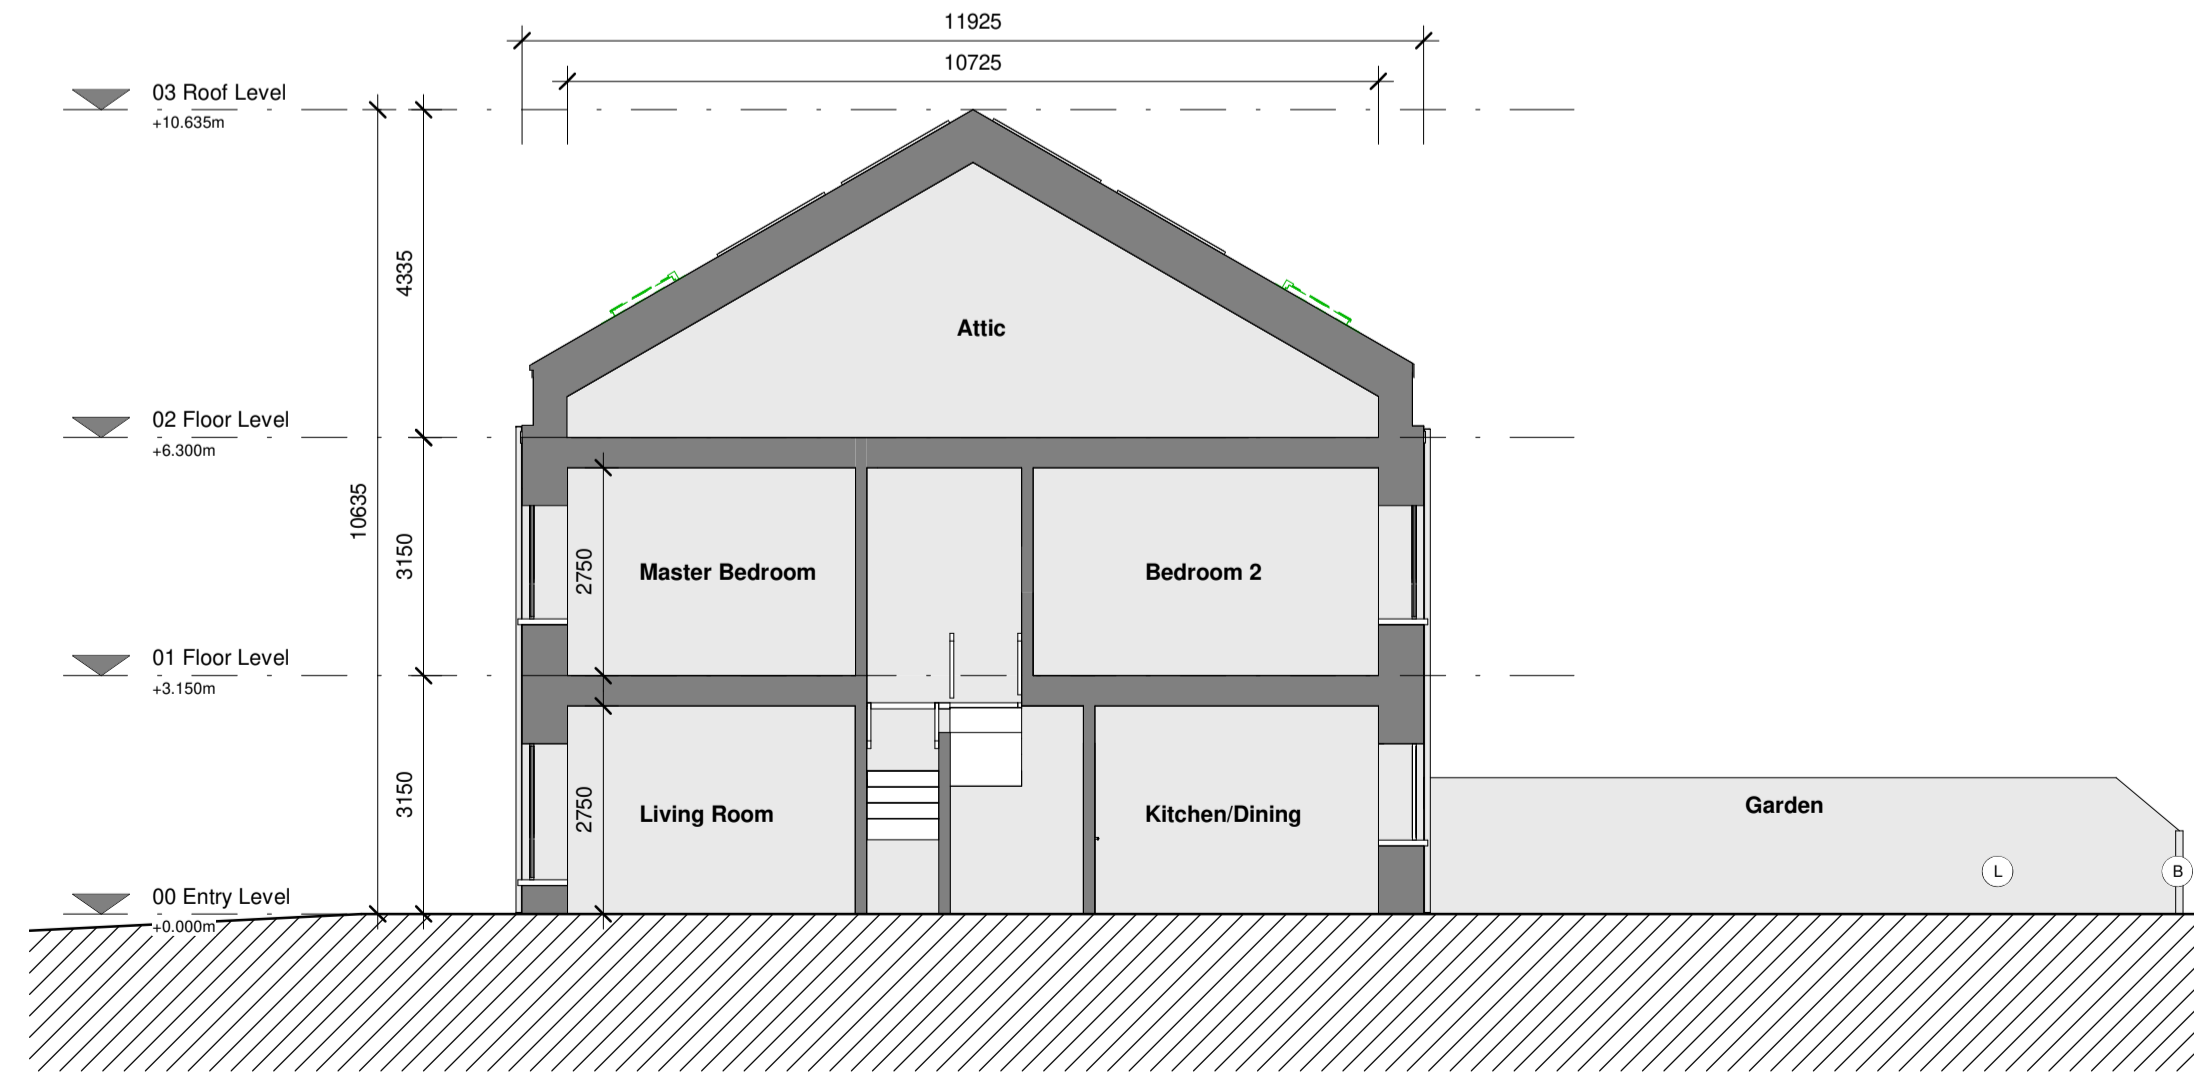 11925
10725
03 Roof Level
+10.635m
4335
Attic
02 Floor Level
+6.300m
10635
3150
2750
Master Bedroom
Bedroom 2
01 Floor Level
+3.150m
3150
2750
Living Room
Kitchen/Dining
Garden
L
B
00 Entry Level
+0.000m